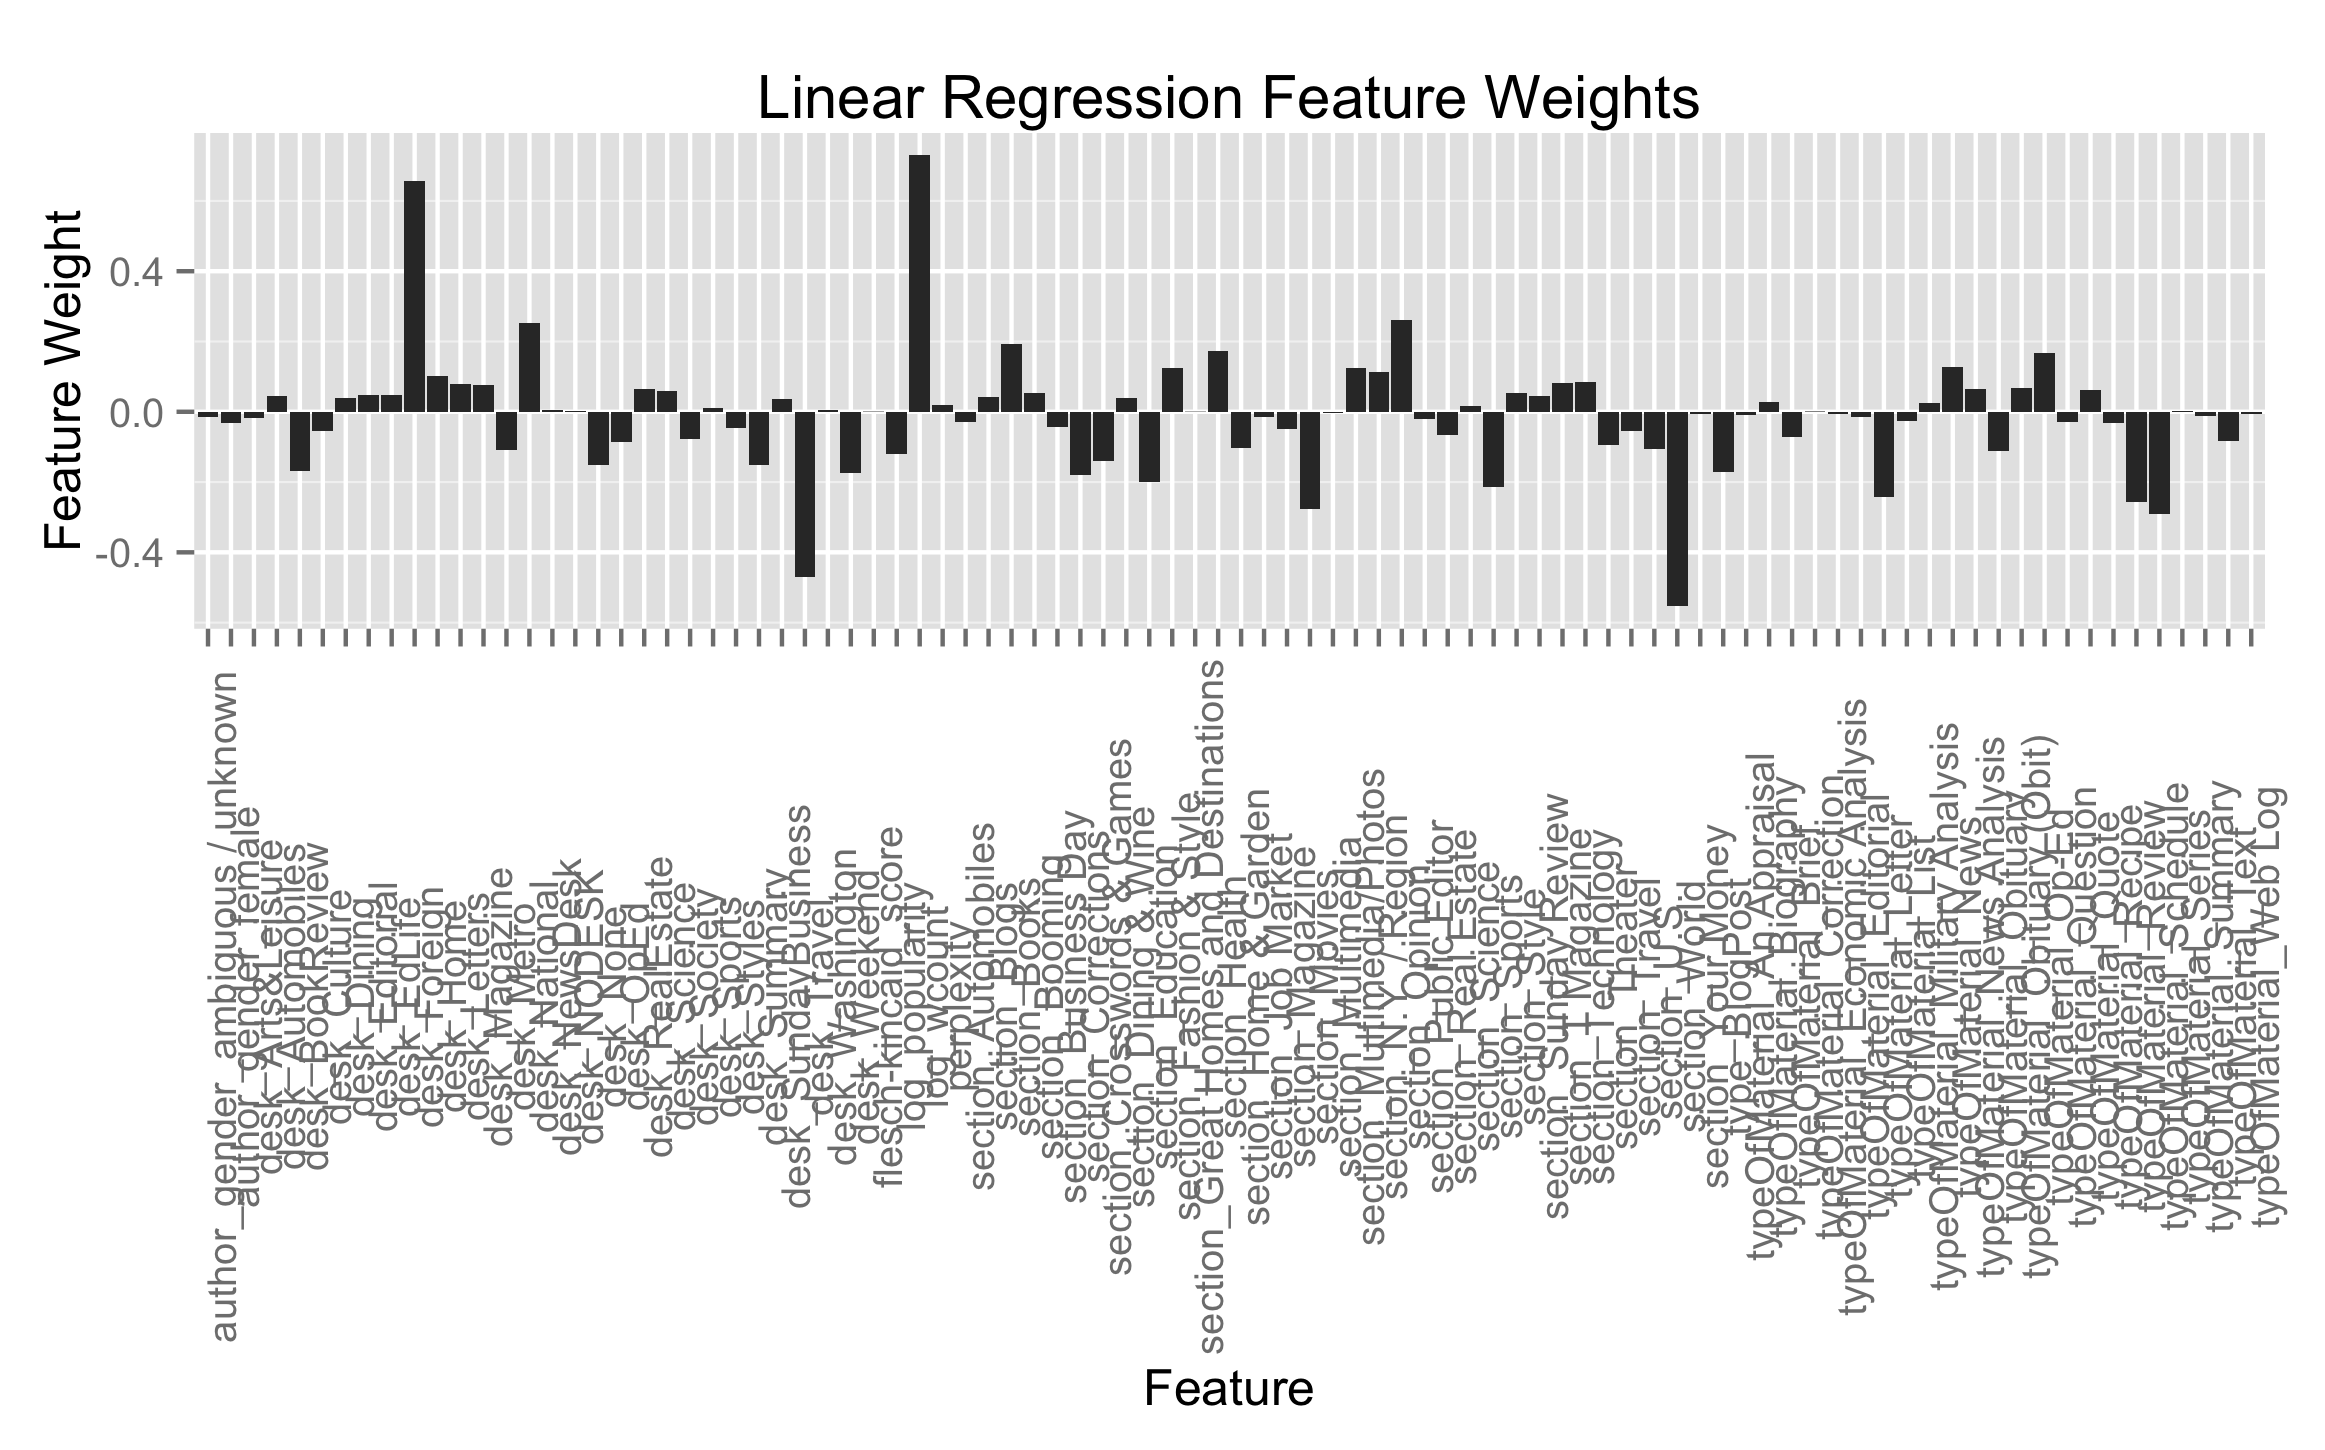 Linear Regression Feature Weights
Feature Weight
0.4
0.0
-0.4
author_gender_ambiguous / unknown
author_gender_female
desk_Arts&Leisure
desk_Automobiles
desk_BookReview
desk_Culture
desk_Dining
desk_Editorial
desk_EdLife
desk_Foreign
desk_Home
desk_Letters
desk_Magazine
desk_Metro
desk_National
desk_NewsDesk
desk_NODESK
desk_None
desk_OpEd
desk_RealEstate
desk_Science
desk_Society
desk_Sports
desk_Styles
desk_Summary
desk_SundayBusiness
desk_Travel
desk_Washington
desk_Weekend
flesch-kincaid_score
log_popularity
log_wcount
perplexity
section_Automobiles
section_Blogs
section_Books
section_Booming
section_Business Day
section_Corrections
section_Crosswords & Games
section_Dining & Wine
section_Education
section_Fashion & Style
section_Great Homes and Destinations
section_Health
section_Home & Garden
section_Job Market
section_Magazine
section_Movies
section_Multimedia
section_Multimedia/Photos
section_N.Y. / Region
section_Opinion
section_Public Editor
section_Real Estate
section_Science
section_Sports
section_Style
section_Sunday Review
section_T Magazine
section_Technology
section_Theater
section_Travel
section_U.S.
section_World
section_Your Money
type_BlogPost
typeOfMaterial_An Appraisal
typeOfMaterial_Biography
typeOfMaterial_Brief
typeOfMaterial_Correction
typeOfMaterial_Economic Analysis
typeOfMaterial_Editorial
typeOfMaterial_Letter
typeOfMaterial_List
typeOfMaterial_Military Analysis
typeOfMaterial_News
typeOfMaterial_News Analysis
typeOfMaterial_Obituary
typeOfMaterial_Obituary (Obit)
typeOfMaterial_Op-Ed
typeOfMaterial_Question
typeOfMaterial_Quote
typeOfMaterial_Recipe
typeOfMaterial_Review
typeOfMaterial_Schedule
typeOfMaterial_Series
typeOfMaterial_Summary
typeOfMaterial_Text
typeOfMaterial_Web Log
Feature